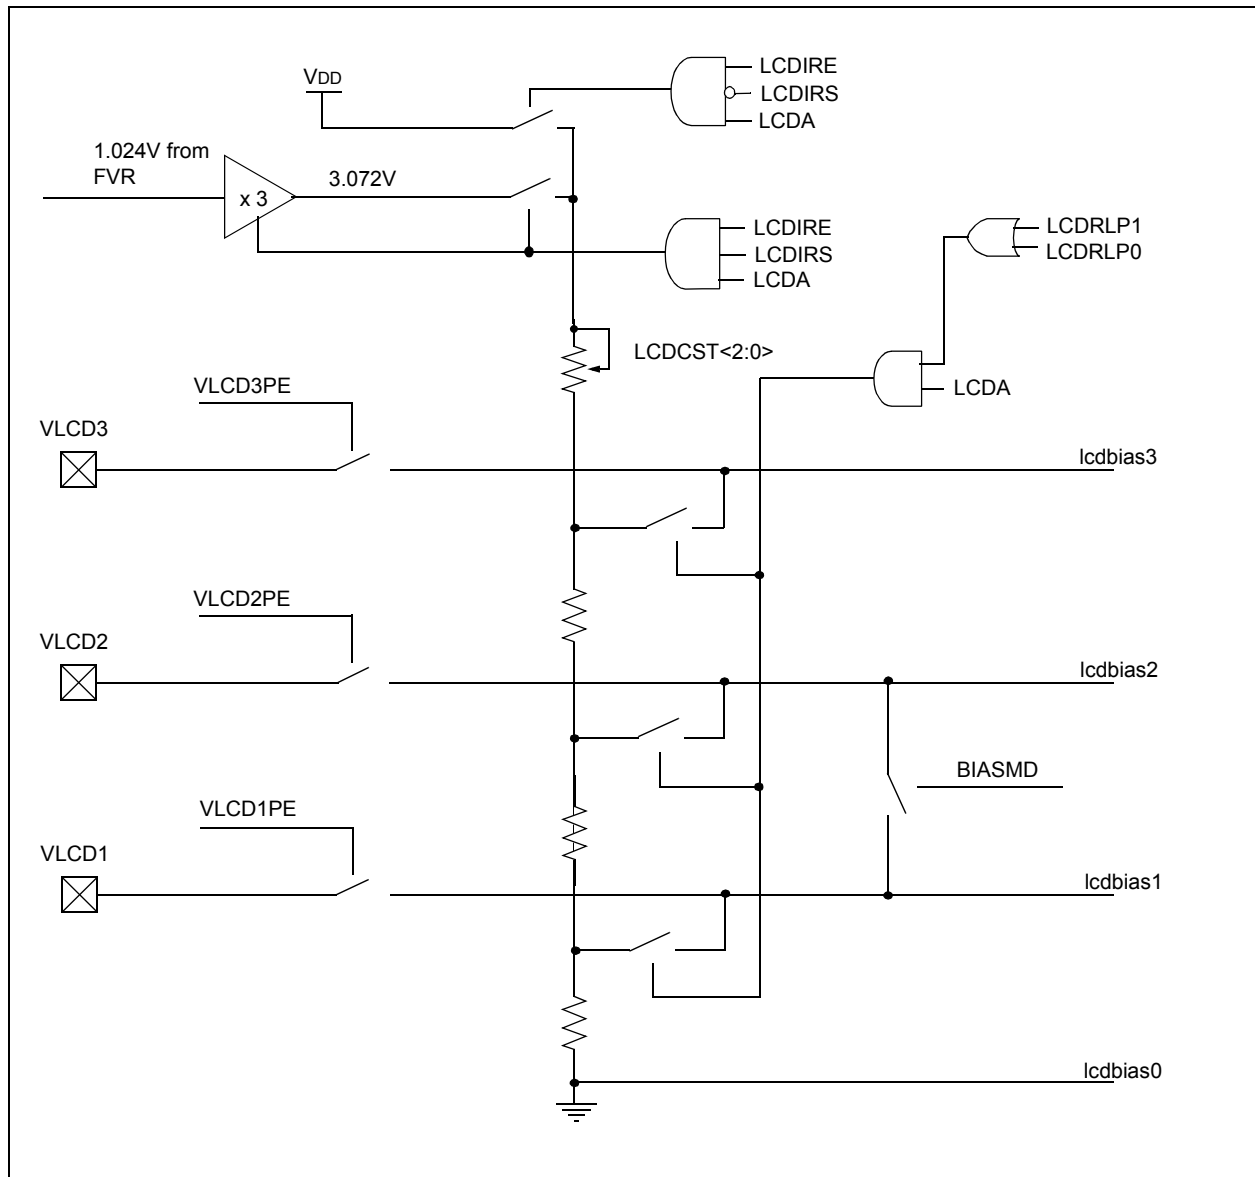 LCDIRE
VDD
LCDIRS
LCDA
1.024V from
FVR
x 3
3.072V
LCDIRE
LCDIRS
LCDA
LCDRLP1
LCDRLP0
LCDCST<2:0>
LCDA
VLCD3PE
VLCD3
lcdbias3
VLCD2PE
VLCD2
lcdbias2
BIASMD
VLCD1PE
VLCD1
lcdbias1
lcdbias0